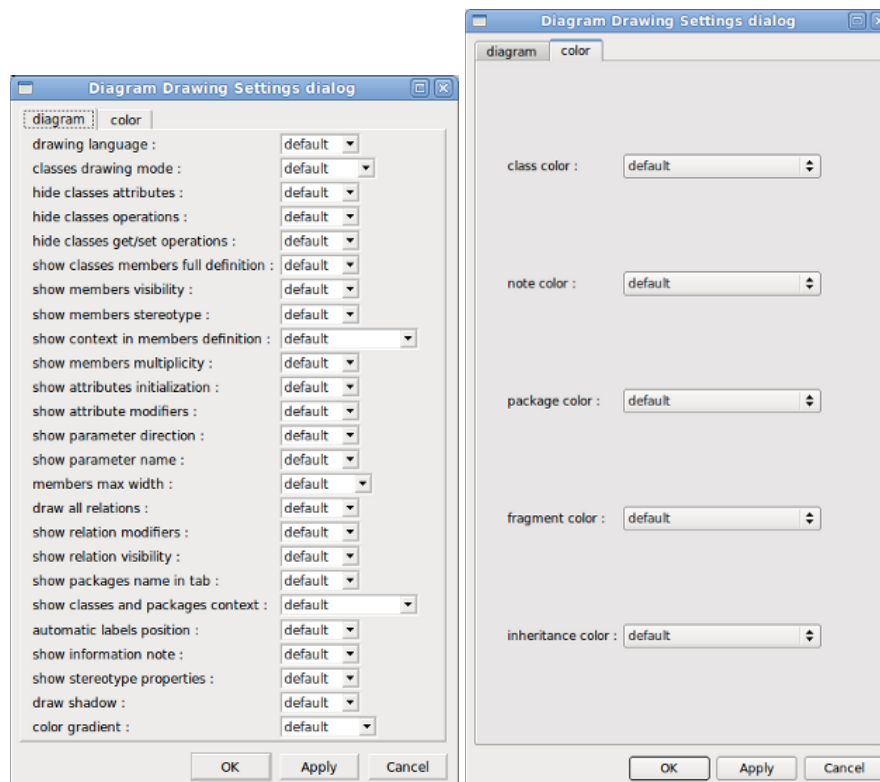 Diagram Drawing Settings dialog
diagram color
drawing language : default
classes drawing mode : default
hide classes attributes : default
hide classes operations : default
hide classes get/set operations : default
show classes members full definition : default
show members visibility : default
show members stereotype : default
show context in members definition : default
show members multiplicity : default
show attributes initialization : default
show attribute modifiers : default
show parameter direction : default
show parameter name : default
members max width : default
draw all relations : default
show relation modifiers : default
show relation visibility : default
show packages name in tab : default
show classes and packages context : default
automatic labels position : default
show information note : default
show stereotype properties : default
draw shadow : default
color gradient : default
OK Apply Cancel
Diagram Drawing Settings dialog
diagram color
class color : default
note color : default
package color : default
fragment color : default
inheritance color : default
OK Apply Cancel